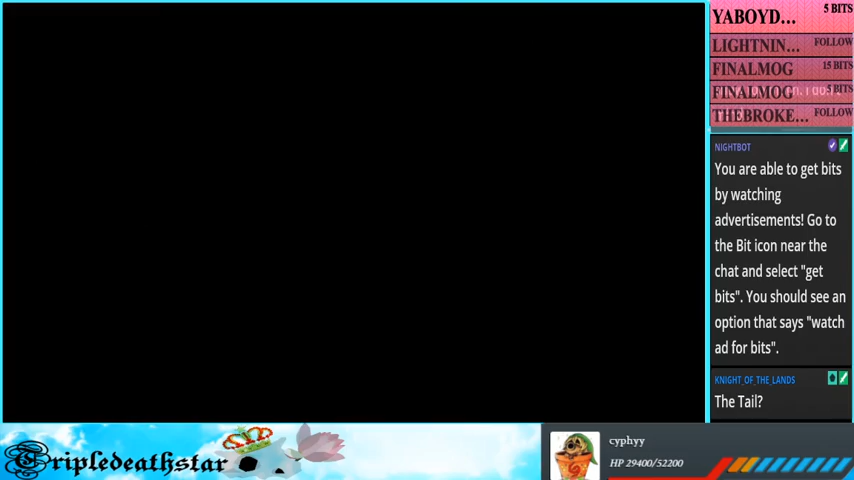 YABOYD... 5 BITS
LIGHTNIN... FOLLOW
FINALMOG 15 BITS
FINALMOG 5 BITS
THEBROKE... FOLLOW
NIGHTBOT
You are able to get bits
by watching
advertisements! Go to
the Bit icon near the
chat and select "get
bits". You should see an
option that says "watch
ad for bits".
KNIGHT_OF_THE_LANDS
The Tail?
Tripledeathstar
cyphyy
HP 29400/52200